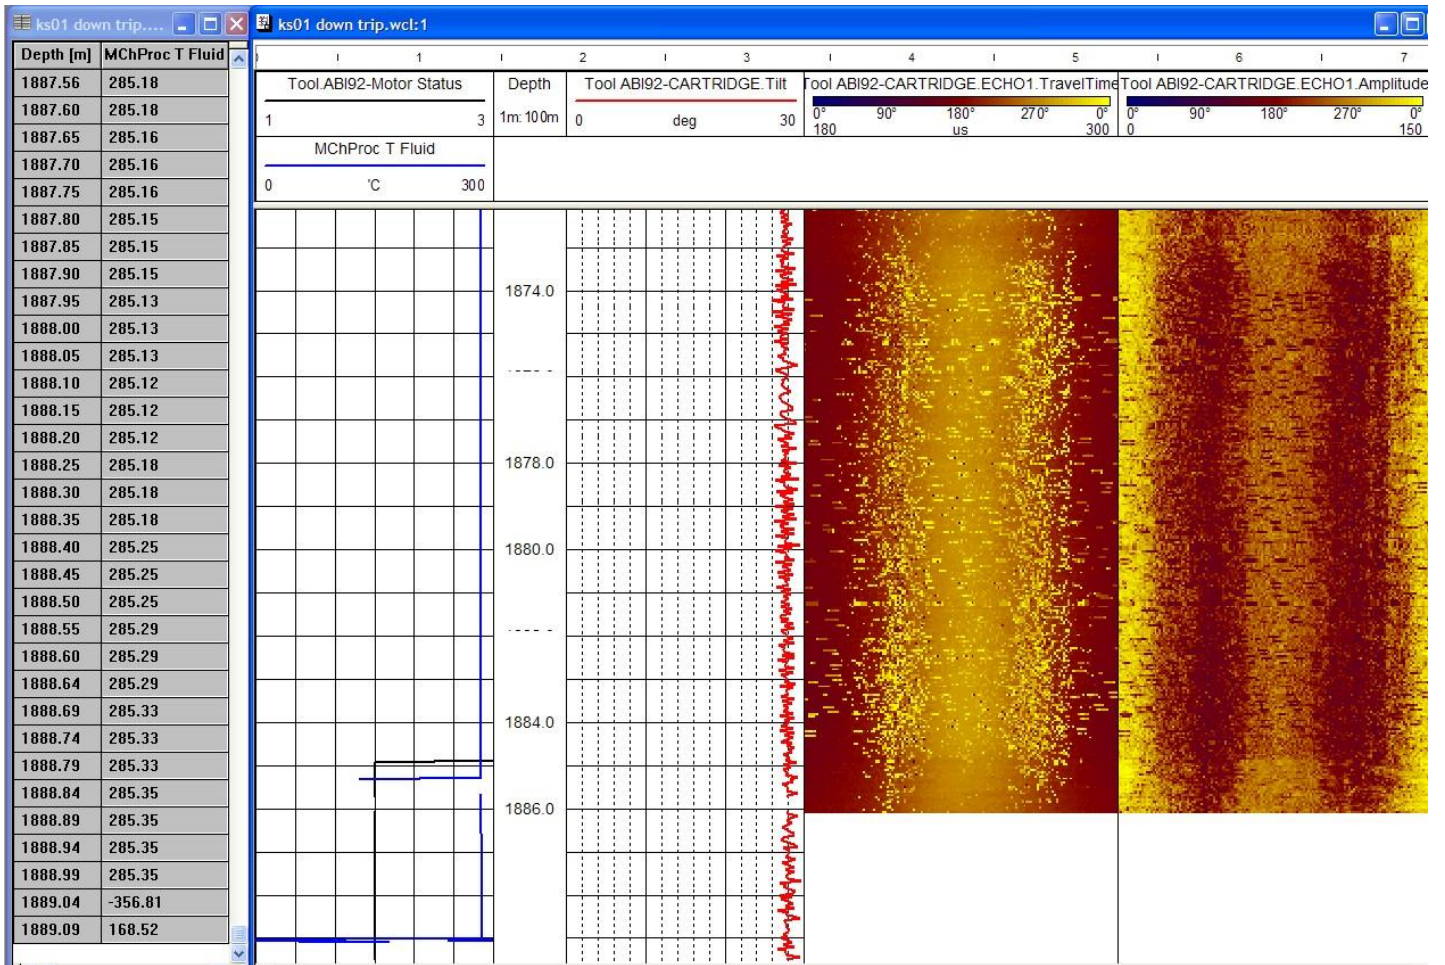 ks01 down trip....
ks01 down trip.wcl:1
Depth [m] MChProc T Fluid
1887.56 285.18
1887.60 285.18
1887.65 285.16
1887.70 285.16
1887.75 285.16
1887.80 285.15
1887.85 285.15
1887.90 285.15
1887.95 285.13
1888.00 285.13
1888.05 285.13
1888.10 285.12
1888.15 285.12
1888.20 285.12
1888.25 285.18
1888.30 285.18
1888.35 285.18
1888.40 285.25
1888.45 285.25
1888.50 285.25
1888.55 285.29
1888.60 285.29
1888.64 285.29
1888.69 285.33
1888.74 285.33
1888.79 285.33
1888.84 285.35
1888.89 285.35
1888.94 285.35
1888.99 285.35
1889.04 -356.81
1889.09 168.52
1 2 3 4 5 6 7
Tool ABI92-Motor Status
1 3
MChProc T Fluid
0 'C 300
Depth
1m:100m
Tool ABI92-CARTRIDGE.Tilt
0 deg 30
Tool ABI92-CARTRIDGE.ECHO1.TravelTime
0° 90° 180° 270° 0°
180 us 300
Tool ABI92-CARTRIDGE.ECHO1.Amplitude
0° 90° 180° 270° 0°
0 150
1874.0
1878.0
1880.0
1884.0
1886.0